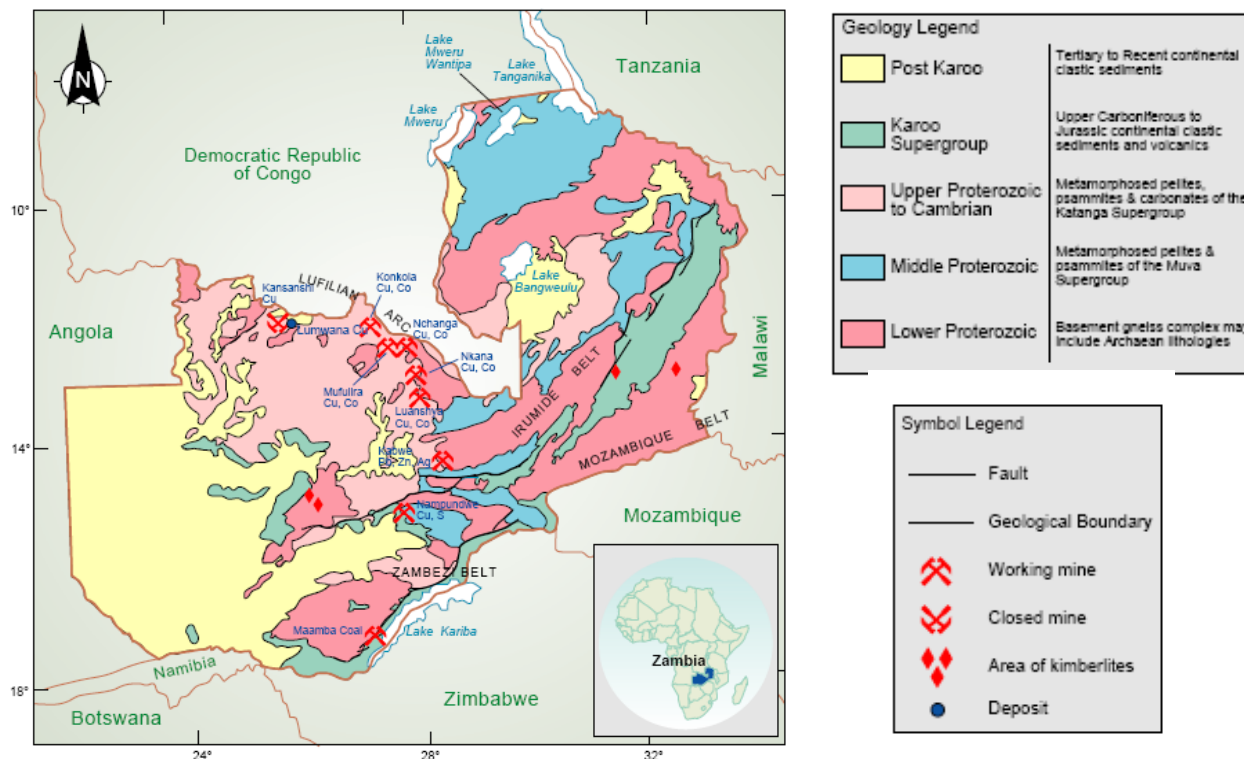 Lake
Mweru
Wantipa
Lake
Tanganika
Tanzania
Lake
Mweru
N
Democratic Republic
of Congo
10°
LUFILIAN ARC
Konkola
Cu, Co
Kansanshi
Cu
Lake
Bangweulu
Nchanga
Cu, Co
Lumwana Cu
Angola
Malawi
Nkana
Cu, Co
Mufulira
Cu, Co
IRUMIDE BELT
Luanshya
Cu, Co
MOZAMBIQUE BELT
14°
Kabwe
Pb, Zn, Ag
Nampundwe
Cu, S
Mozambique
ZAMBEZI BELT
Maamba Coal
Lake Kariba
Zambia
Namibia
18°
Zimbabwe
Botswana
24°
28°
32°
Geology Legend
Post Karoo
Tertiary to Recent continental
clastic sediments
Karoo
Supergroup
Upper Carboniferous to
Jurassic continental clastic
sediments and volcanics
Upper Proterozoic
to Cambrian
Metamorphosed pelites,
psammites & carbonates of the
Katanga Supergroup
Middle Proterozoic
Metamorphosed pelites &
psammites of the Muva
Supergroup
Lower Proterozoic
Basement gneiss complex may
include Archaean lithologies
Symbol Legend
Fault
Geological Boundary
Working mine
Closed mine
Area of kimberlites
Deposit